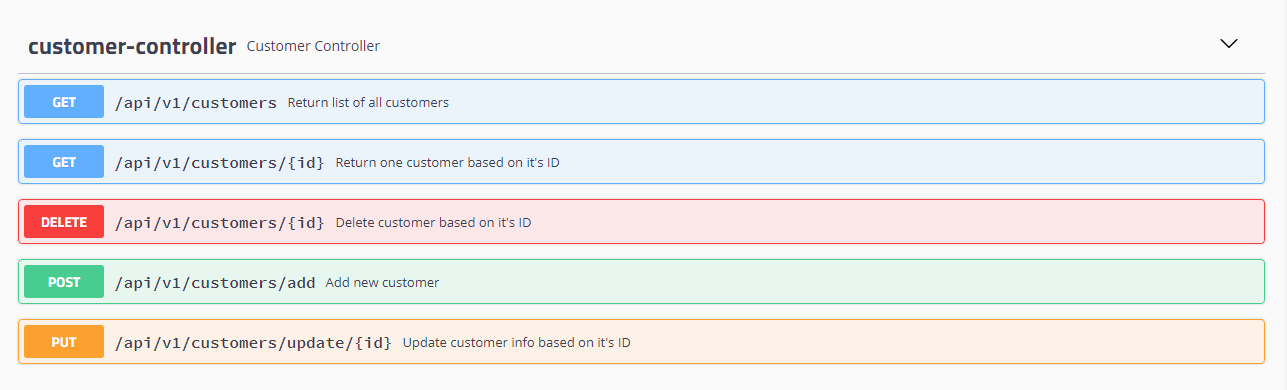 customer-controller Customer Controller
GET /api/v1/customers Return list of all customers
GET /api/v1/customers/{id} Return one customer based on it's ID
DELETE /api/v1/customers/{id} Delete customer based on it's ID
POST /api/v1/customers/add Add new customer
PUT /api/v1/customers/update/{id} Update customer info based on it's ID